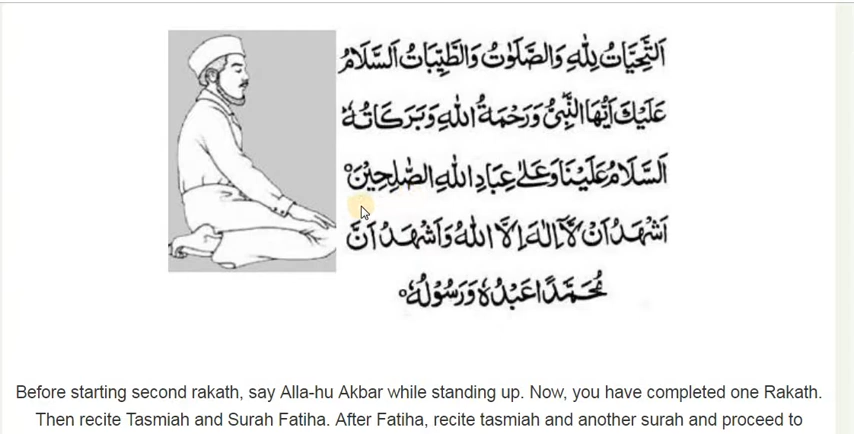 اَلتَّحِيَّاتُ لِلّٰهِ وَالصَّلَوٰتُ وَالطَّيِّبَاتُ اَلسَّلَامُ
عَلَيْكَ اَيُّهَا النَّبِيُّ وَرَحْمَةُ اللّٰهِ وَبَرَكَاتُهٗ
اَلسَّلَامُ عَلَيْنَا وَعَلٰى عِبَادِ اللّٰهِ الصّٰلِحِيْنَ۝
اَشْهَدُ اَنْ لَّآ اِلٰهَ اِلَّا اللّٰهُ وَاَشْهَدُ اَنَّ
مُحَمَّدًا عَبْدُهٗ وَرَسُوْلُهٗ۝
Before starting second rakath, say Alla-hu Akbar while standing up. Now, you have completed one Rakath.
Then recite Tasmiah and Surah Fatiha. After Fatiha, recite tasmiah and another surah and proceed to